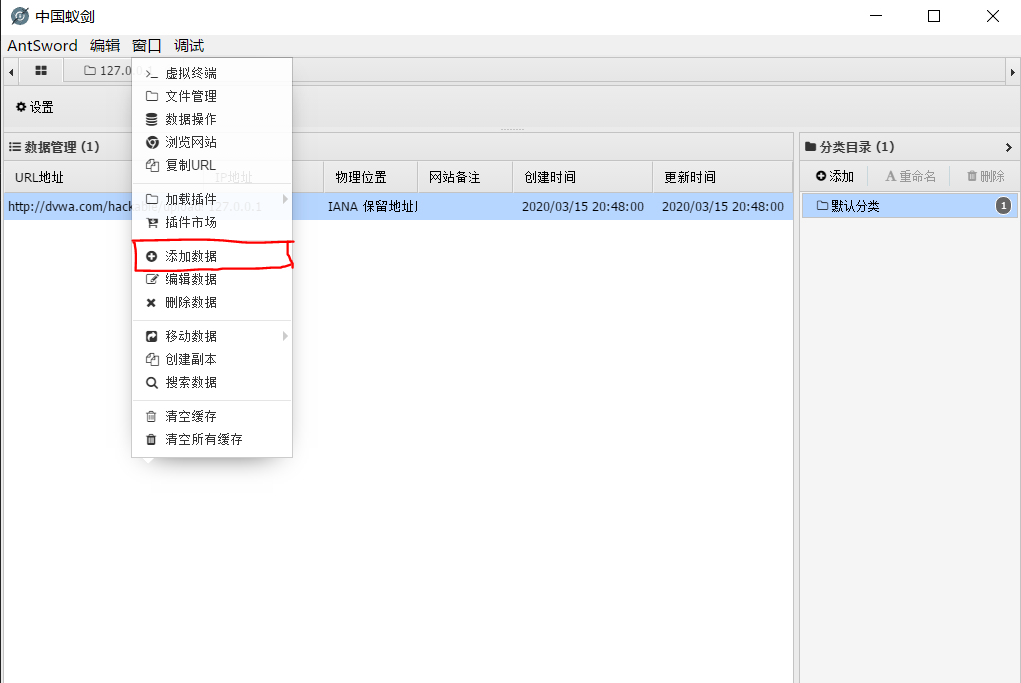 中国蚁剑
AntSword 编辑 窗口 调试
127.0.
设置
数据管理 (1)
URL地址 IP地址 物理位置 网站备注 创建时间 更新时间
http://dvwa.com/hackable 127.0.0.1 IANA 保留地址 2020/03/15 20:48:00 2020/03/15 20:48:00
虚拟终端
文件管理
数据操作
浏览网站
复制URL
加载插件
插件市场
添加数据
编辑数据
删除数据
移动数据
创建副本
搜索数据
清空缓存
清空所有缓存
分类目录 (1)
添加 重命名 删除
默认分类 1